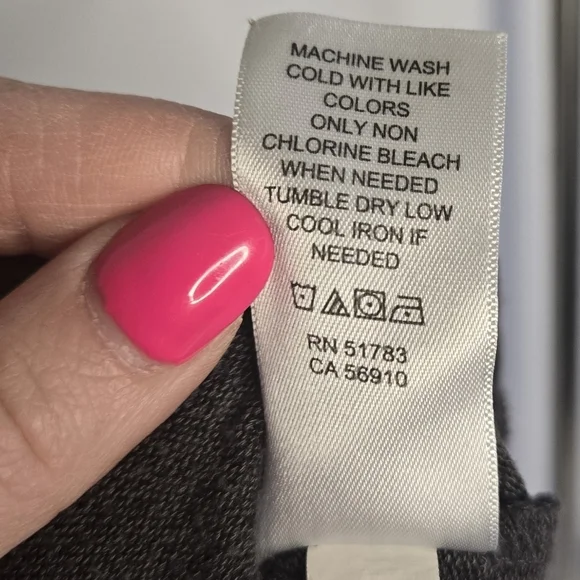 MACHINE WASH
COLD WITH LIKE
COLORS
ONLY NON
CHLORINE BLEACH
WHEN NEEDED
TUMBLE DRY LOW
COOL IRON IF
NEEDED
RN 51783
CA 56910